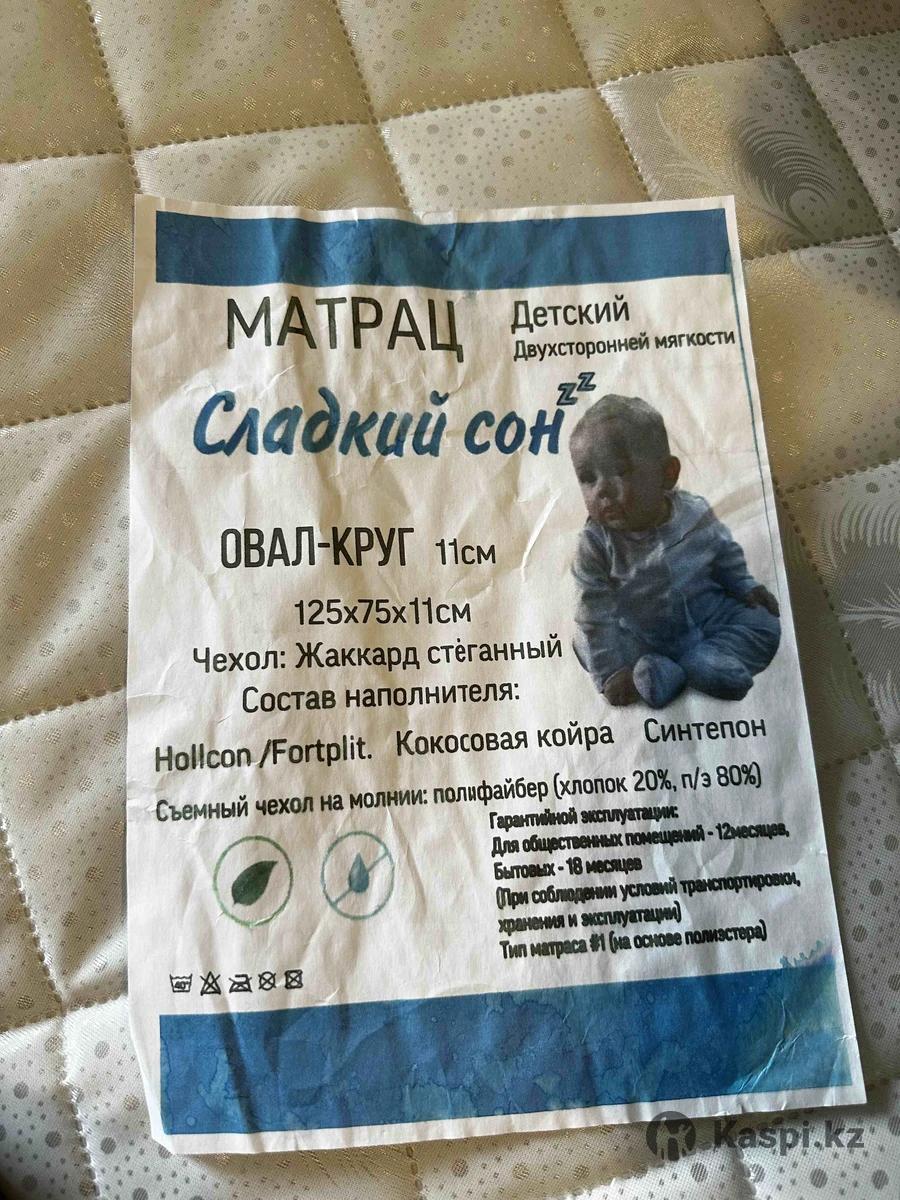 МАТРАЦ
Детский
Двухсторонней мягкости
Сладкий сон zz
ОВАЛ-КРУГ 11см
125х75х11см
Чехол: Жаккард стёганный
Состав наполнителя:
Hollcon /Fortplit. Кокосовая койра Синтепон
Съемный чехол на молнии: полифайбер (хлопок 20%, п/э 80%)
Гарантийной эксплуатации:
Для общественных помещений - 12месяцев,
Бытовых - 18 месяцев
(При соблюдении условий транспортировки,
хранения и эксплуатации)
Тип матраса #1 (на основе полиэстера)
40°
Kaspi.kz